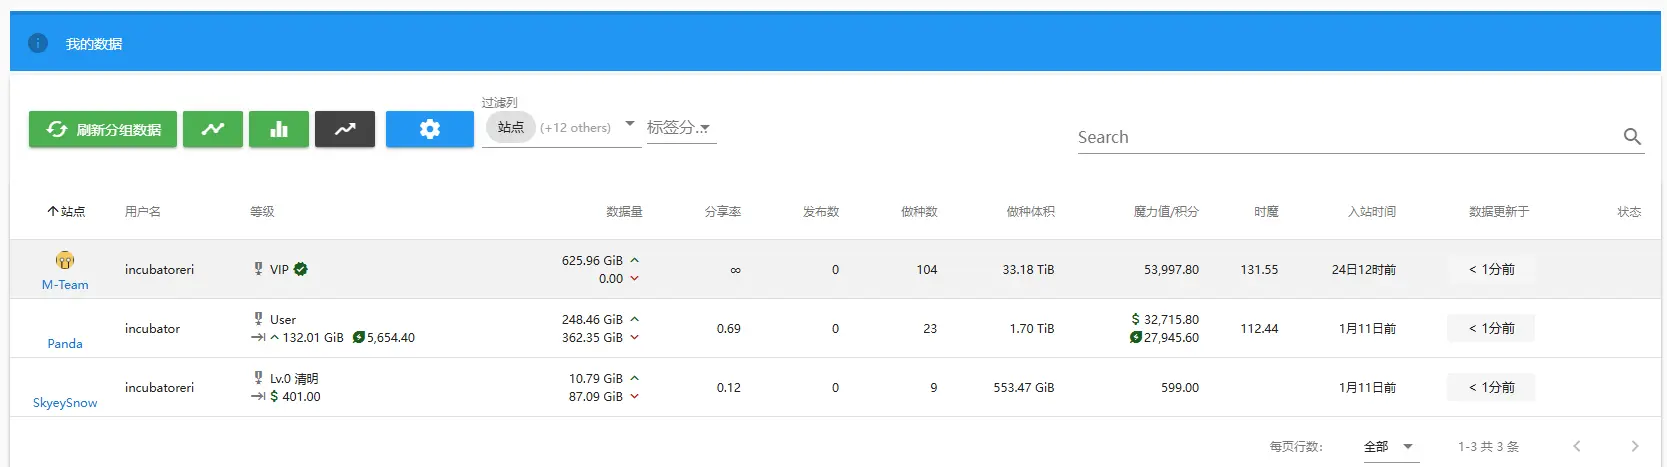 我的数据
刷新分组数据
过滤列
站点 (+12 others)
标签分...
Search
站点 用户名 等级 数据量 分享率 发布数 做种数 做种体积 魔力值/积分 时魔 入站时间 数据更新于 状态
M-Team incubatoreri VIP 625.96 GiB 0.00 ∞ 0 104 33.18 TiB 53,997.80 131.55 24日12时前 < 1分前
Panda incubator User 132.01 GiB 5,654.40 248.46 GiB 362.35 GiB 0.69 0 23 1.70 TiB $ 32,715.80 27,945.60 112.44 1月11日前 < 1分前
SkyeySnow incubatoreri Lv.0 清明 $ 401.00 10.79 GiB 87.09 GiB 0.12 0 9 553.47 GiB 599.00 1月11日前 < 1分前
每页行数: 全部 1-3 共 3 条